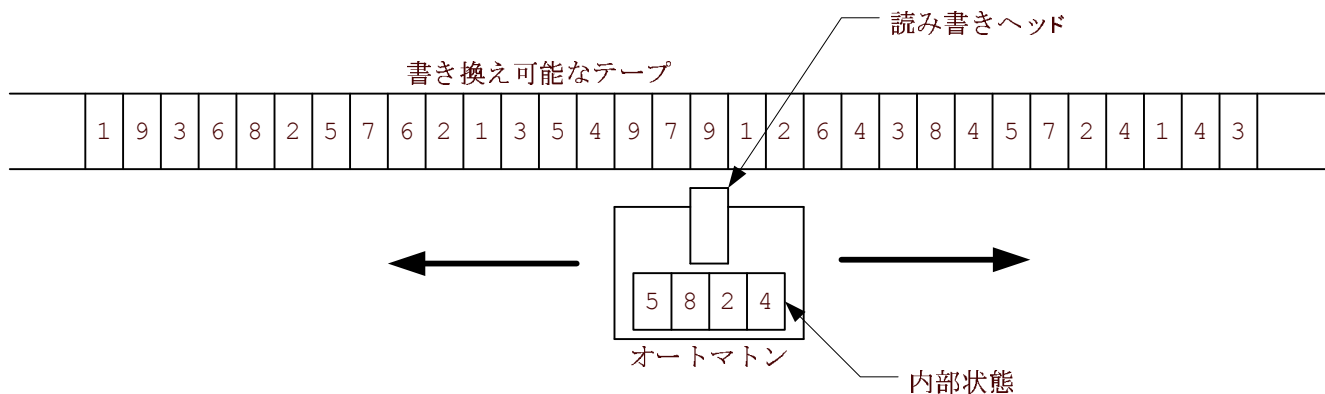 読み書きヘッド
書き換え可能なテープ
1 9 3 6 8 2 5 7 6 2 1 3 5 4 9 7 9 1 2 6 4 3 8 4 5 7 2 4 1 4 3
5 8 2 4
オートマトン
内部状態